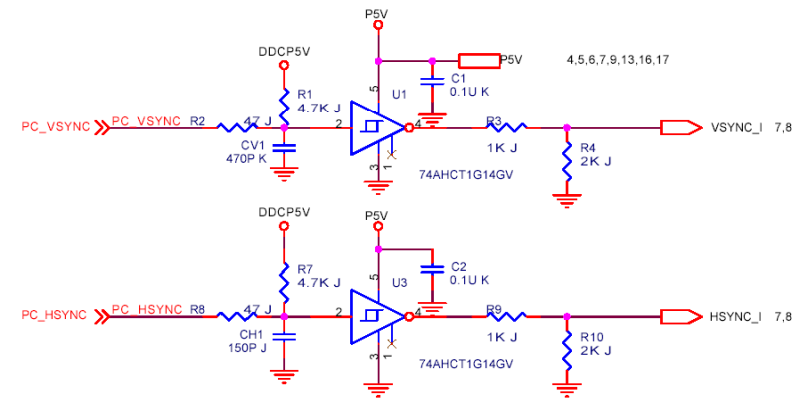 P5V
DDCP5V
P5V
4,5,6,7,9,13,16,17
R1
4.7K J
5
U1
C1
0.1U K
PC_VSYNC
PC_VSYNC
R2
47 J
2
4
R3
1K J
VSYNC_I 7,8
CV1
470P K
3
1
R4
2K J
74AHCT1G14GV
DDCP5V
P5V
R7
4.7K J
5
U3
C2
0.1U K
PC_HSYNC
PC_HSYNC
R8
47 J
2
4
R9
1K J
HSYNC_I 7,8
CH1
150P J
3
1
R10
2K J
74AHCT1G14GV